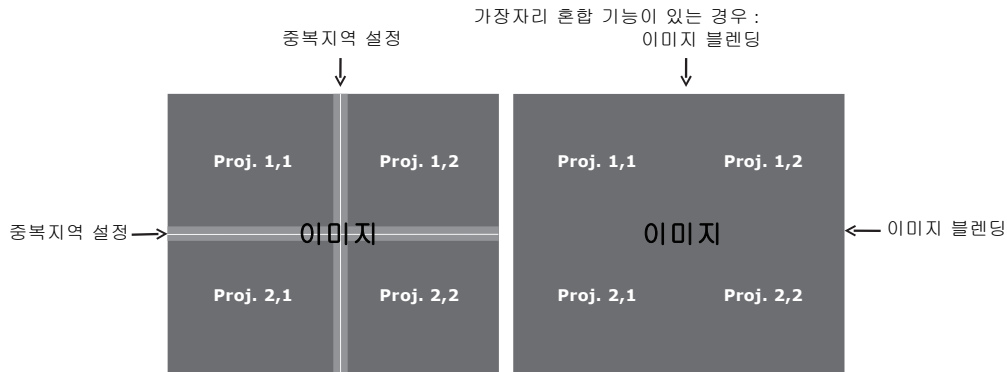 가장자리 혼합 기능이 있는 경우 :
이미지 블렌딩
중복지역 설정
Proj. 1,1
Proj. 1,2
Proj. 1,1
Proj. 1,2
중복지역 설정
이미지
이미지
이미지 블렌딩
Proj. 2,1
Proj. 2,2
Proj. 2,1
Proj. 2,2